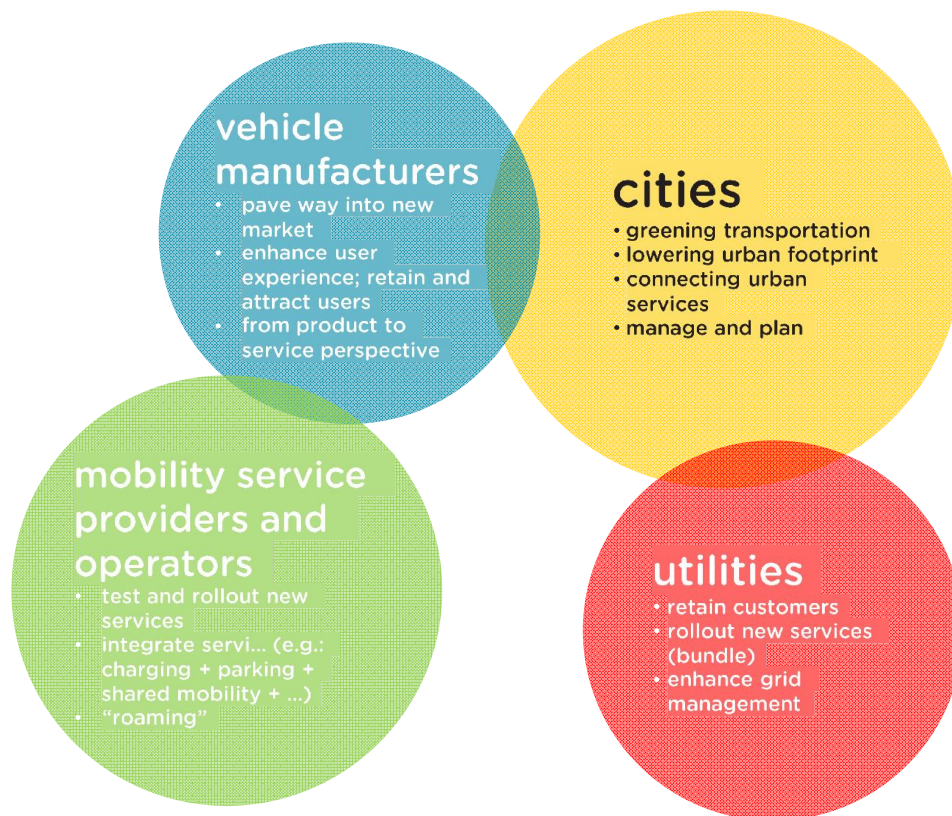 vehicle
manufacturers
• pave way into new
market
• enhance user
experience; retain and
attract users
• from product to
service perspective
cities
• greening transportation
• lowering urban footprint
• connecting urban
services
• manage and plan
mobility service
providers and
operators
• test and rollout new
services
• integrate servi... (e.g.:
charging + parking +
shared mobility + ...)
• “roaming”
utilities
• retain customers
• rollout new services
(bundle)
• enhance grid
management